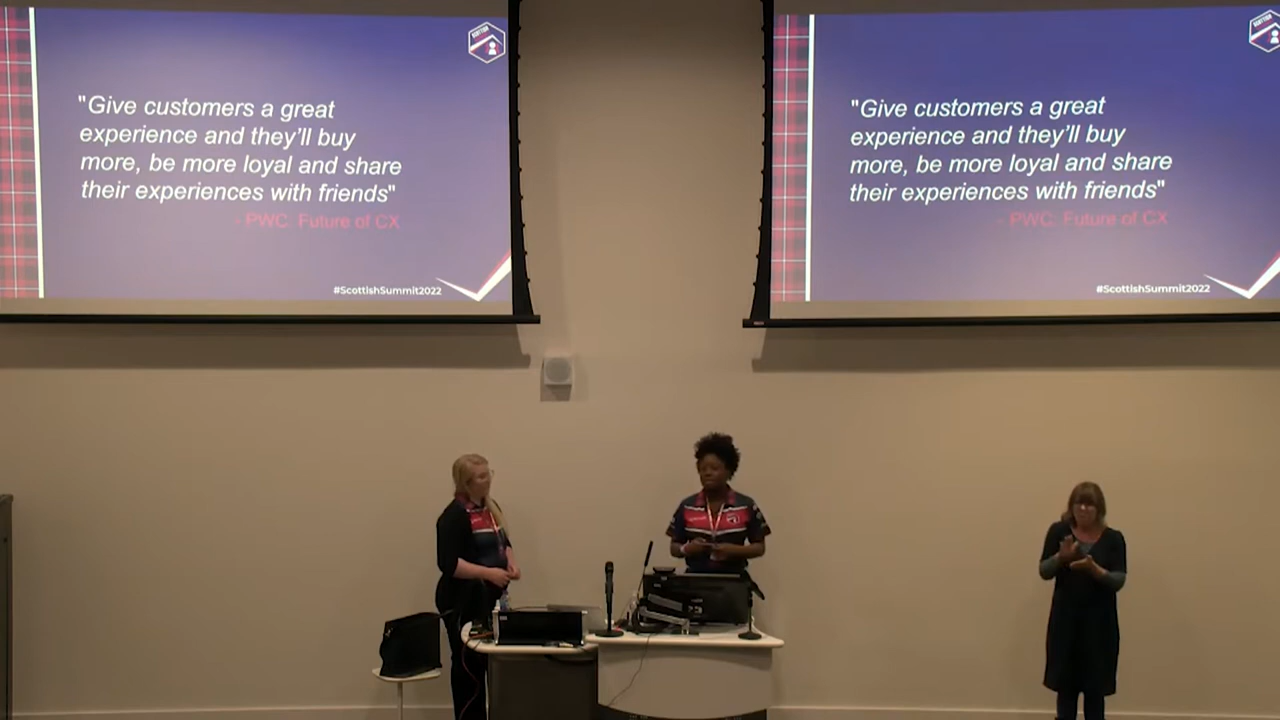 SCOTTISH
"Give customers a great
experience and they'll buy
more, be more loyal and share
their experiences with friends"
- PWC: Future of CX
#ScottishSummit2022
"Give customers a great
experience and they'll buy
more, be more loyal and share
their experiences with friends"
- PWC: Future of CX
#ScottishSummit2022